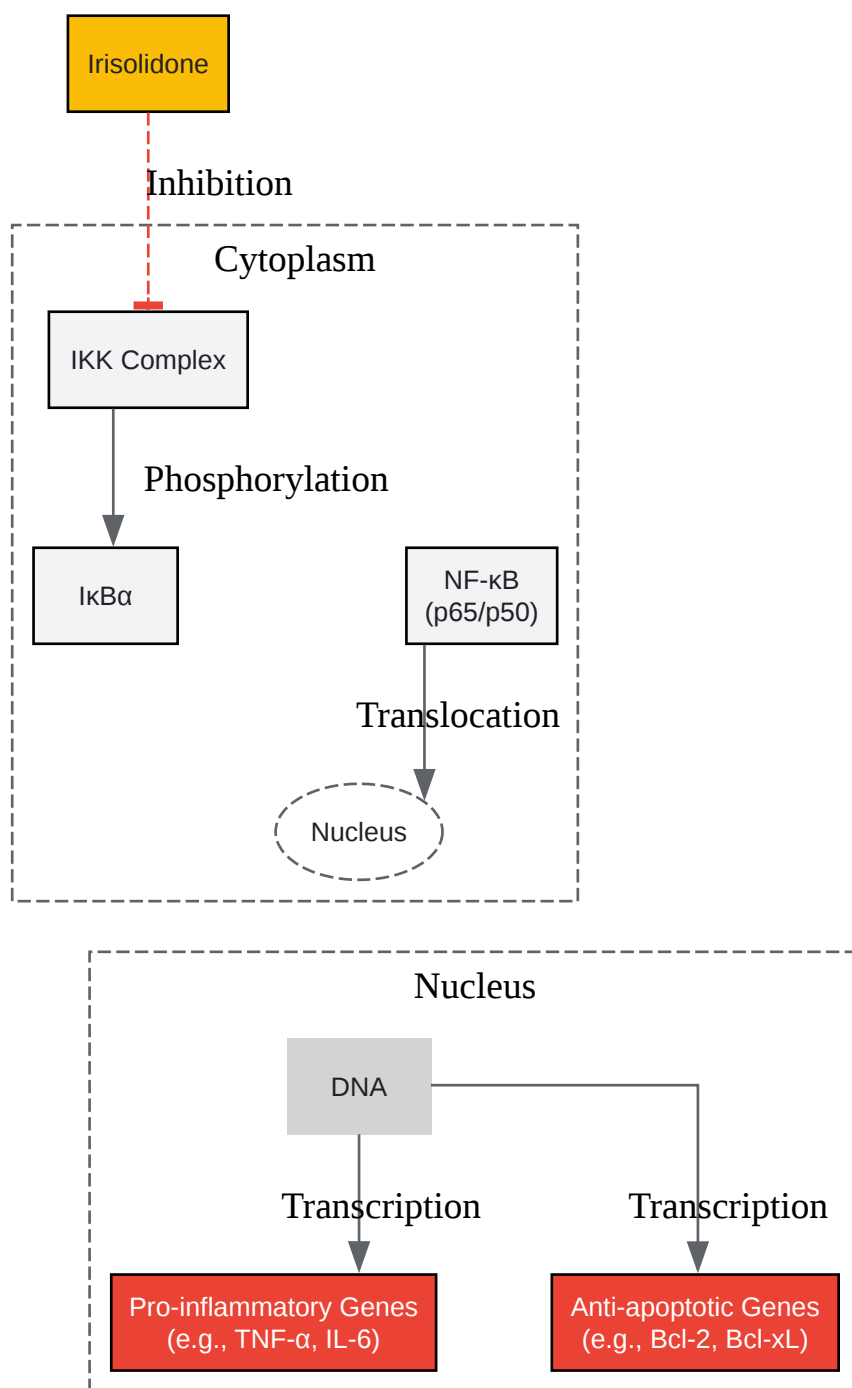 Irisolidone
Inhibition
Cytoplasm
IKK Complex
Phosphorylation
IκBα
NF-κB
(p65/p50)
Translocation
Nucleus
Nucleus
DNA
Transcription
Transcription
Pro-inflammatory Genes
(e.g., TNF-α, IL-6)
Anti-apoptotic Genes
(e.g., Bcl-2, Bcl-xL)